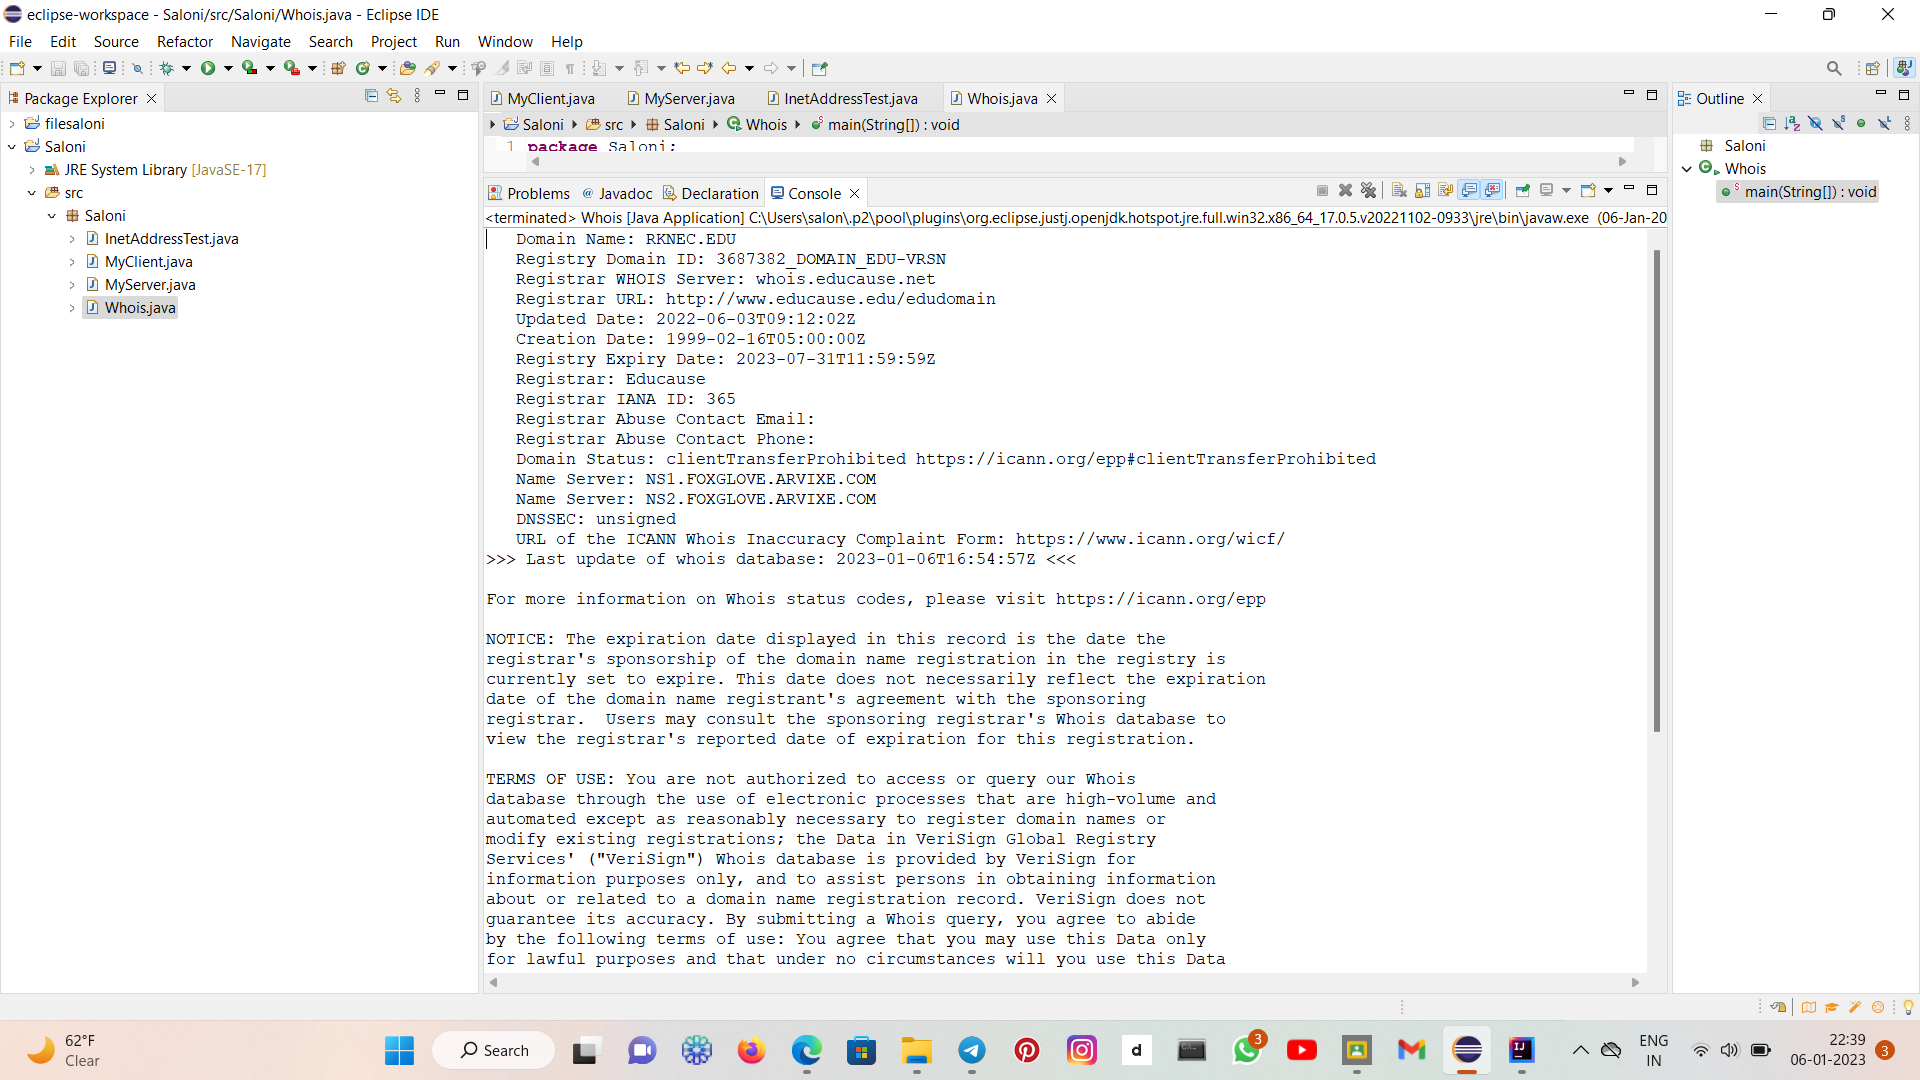 eclipse-workspace - Saloni/src/Saloni/Whois.java - Eclipse IDE
File Edit Source Refactor Navigate Search Project Run Window Help
Package Explorer
filesaloni
Saloni
JRE System Library [JavaSE-17]
src
Saloni
InetAddressTest.java
MyClient.java
MyServer.java
Whois.java
MyClient.java MyServer.java InetAddressTest.java Whois.java
Saloni src Saloni Whois main(String[]) : void
1 package Saloni;
Problems Javadoc Declaration Console
<terminated> Whois [Java Application] C:\Users\salon\.p2\pool\plugins\org.eclipse.justj.openjdk.hotspot.jre.full.win32.x86_64_17.0.5.v20221102-0933\jre\bin\javaw.exe (06-Jan-20
Domain Name: RKNEC.EDU
Registry Domain ID: 3687382_DOMAIN_EDU-VRSN
Registrar WHOIS Server: whois.educause.net
Registrar URL: http://www.educause.edu/edudomain
Updated Date: 2022-06-03T09:12:02Z
Creation Date: 1999-02-16T05:00:00Z
Registry Expiry Date: 2023-07-31T11:59:59Z
Registrar: Educause
Registrar IANA ID: 365
Registrar Abuse Contact Email:
Registrar Abuse Contact Phone:
Domain Status: clientTransferProhibited https://icann.org/epp#clientTransferProhibited
Name Server: NS1.FOXGLOVE.ARVIXE.COM
Name Server: NS2.FOXGLOVE.ARVIXE.COM
DNSSEC: unsigned
URL of the ICANN Whois Inaccuracy Complaint Form: https://www.icann.org/wicf/
>>> Last update of whois database: 2023-01-06T16:54:57Z <<<
For more information on Whois status codes, please visit https://icann.org/epp
NOTICE: The expiration date displayed in this record is the date the
registrar's sponsorship of the domain name registration in the registry is
currently set to expire. This date does not necessarily reflect the expiration
date of the domain name registrant's agreement with the sponsoring
registrar.  Users may consult the sponsoring registrar's Whois database to
view the registrar's reported date of expiration for this registration.
TERMS OF USE: You are not authorized to access or query our Whois
database through the use of electronic processes that are high-volume and
automated except as reasonably necessary to register domain names or
modify existing registrations; the Data in VeriSign Global Registry
Services' ("VeriSign") Whois database is provided by VeriSign for
information purposes only, and to assist persons in obtaining information
about or related to a domain name registration record. VeriSign does not
guarantee its accuracy. By submitting a Whois query, you agree to abide
by the following terms of use: You agree that you may use this Data only
for lawful purposes and that under no circumstances will you use this Data
Outline
Saloni
Whois
main(String[]) : void
62°F
Clear
Search
d
3
ENG
IN
22:39
06-01-2023
3